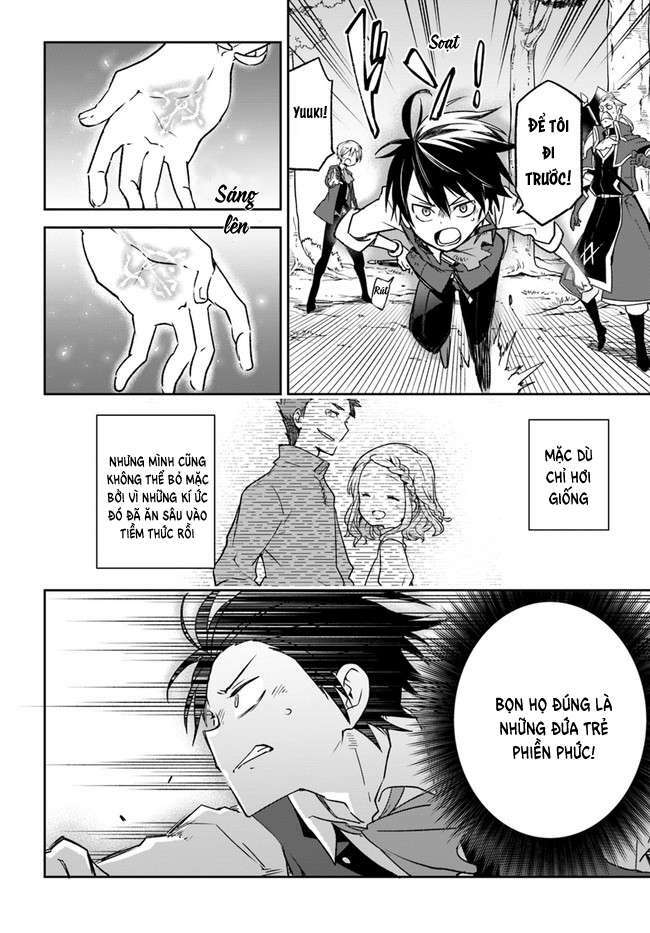 Soạt
Yuuki!
ĐỂ TÔI
ĐI
TRƯỚC!
Rút
Sáng
lên
MẶC DÙ
CHỈ HƠI
GIỐNG
NHƯNG MÌNH CŨNG
KHÔNG THỂ BỎ MẶC
BỞI VÌ NHỮNG KÍ ỨC
ĐÓ ĐÃ ĂN SÂU VÀO
TIỀM THỨC RỒI
BỌN HỌ ĐÚNG LÀ
NHỮNG ĐỨA TRẺ
PHIỀN PHỨC!